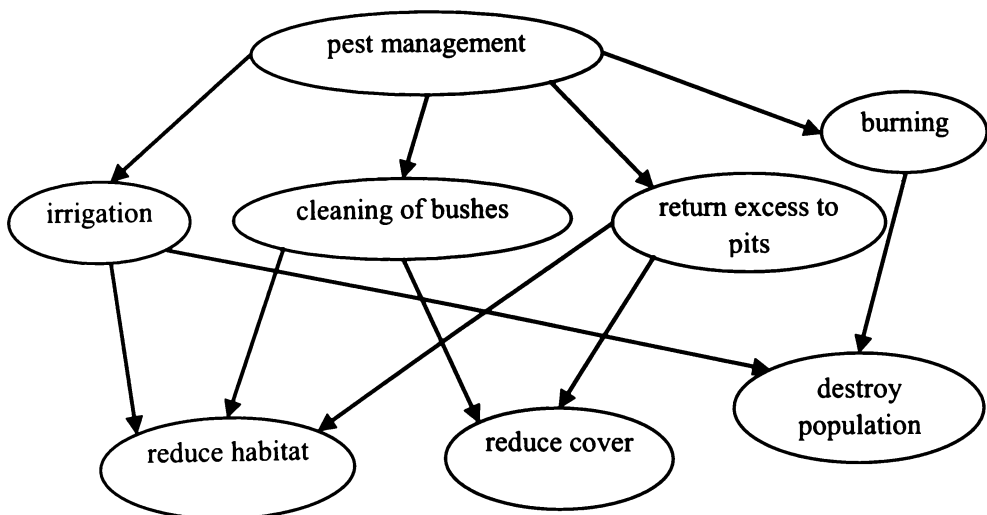 pest management
burning
irrigation
cleaning of bushes
return excess to
pits
reduce habitat
reduce cover
destroy
population